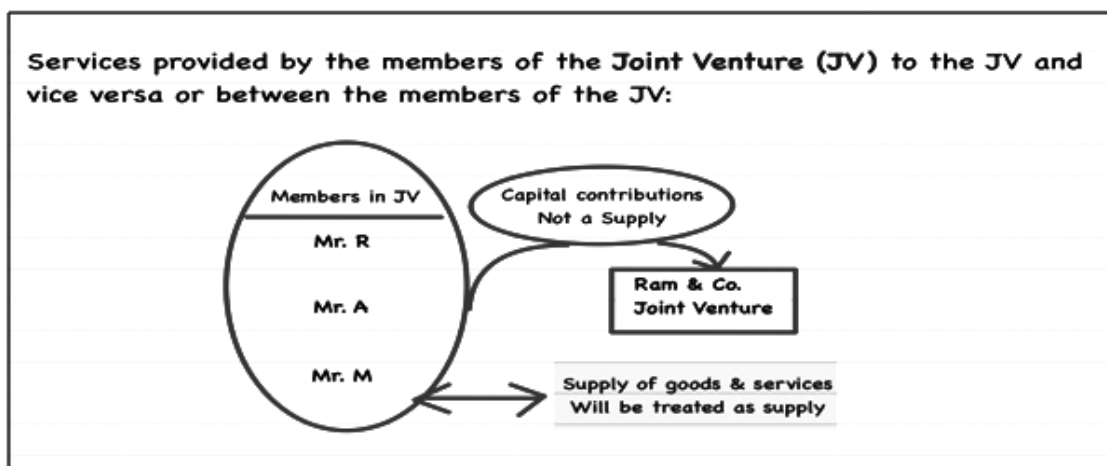 Services provided by the members of the Joint Venture (JV) to the JV and
vice versa or between the members of the JV:
Members in JV
Mr. R
Mr. A
Mr. M
Capital contributions
Not a Supply
Ram & Co.
Joint Venture
Supply of goods & services
Will be treated as supply